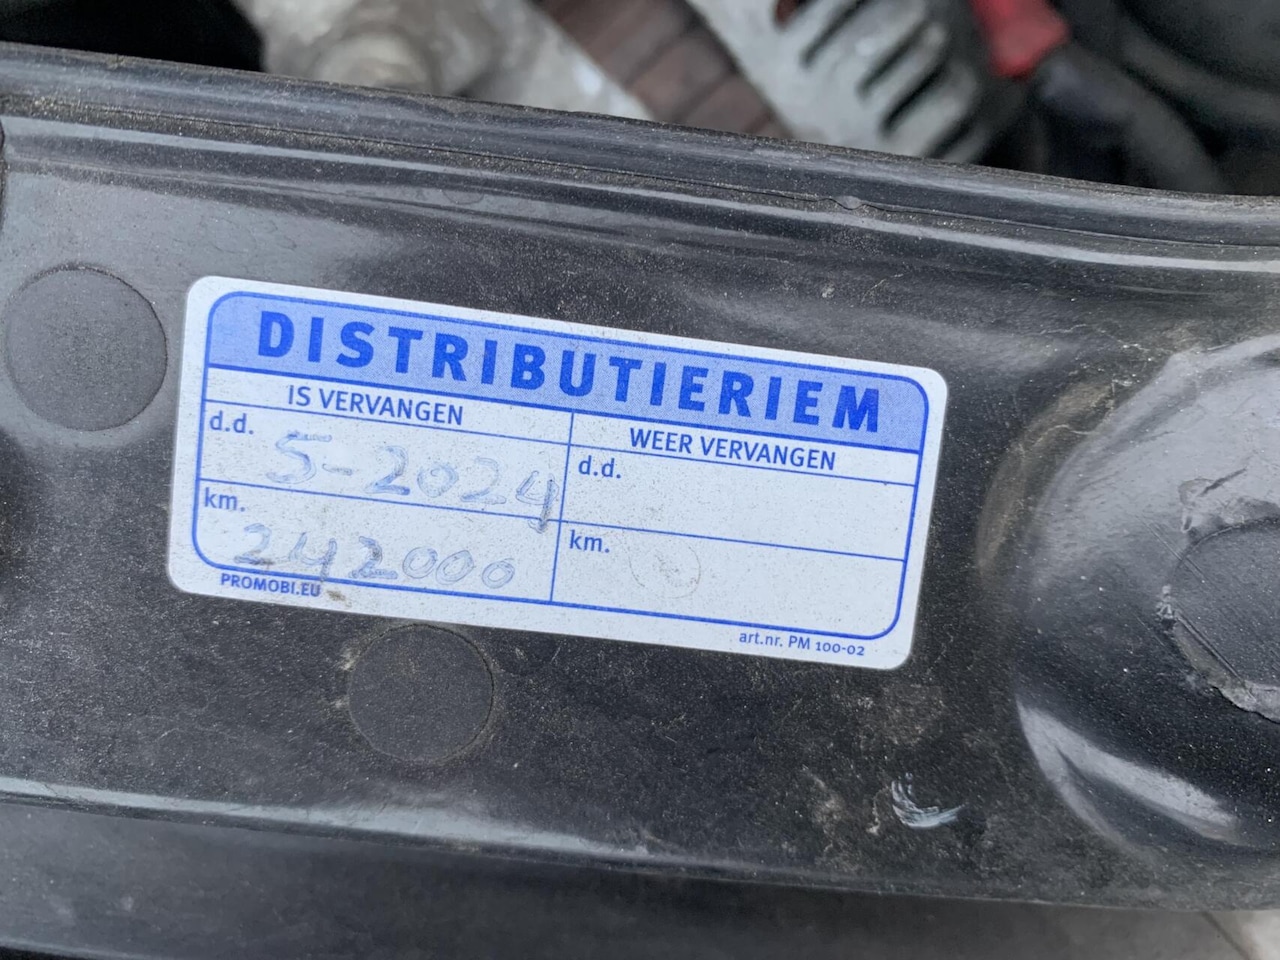 DISTRIBUTIERIEM
IS VERVANGEN
WEER VERVANGEN
d.d. 5-2024
d.d.
km. 242000
km.
PROMOBI.EU
art.nr. PM 100-02